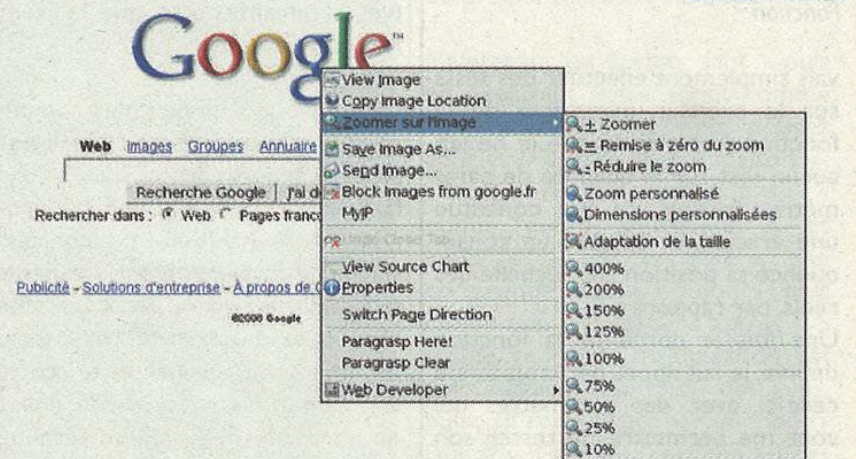 Fonction
Google™
View Image
Copy Image Location
Zoomer sur l'image
Save Image As...
Send Image...
Block Images from google.fr
MyIP
View Source Chart
Properties
Switch Page Direction
Paragrasp Here!
Paragrasp Clear
Web Developer
± Zoomer
= Remise à zéro du zoom
- Réduire le zoom
Zoom personnalisé
Dimensions personnalisées
Adaptation de la taille
400%
200%
150%
125%
100%
75%
50%
25%
10%
Web Images Groupes Annuaire
Recherche Google J'ai d
Rechercher dans : Web Pages franc
Publicité - Solutions d'entreprise - À propos de
Google